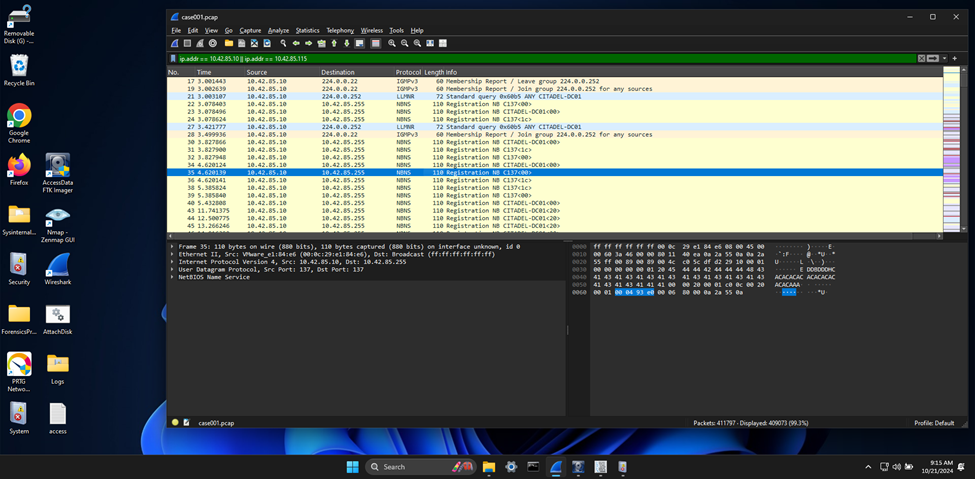 Removable
Disk (G) -...
Recycle Bin
Google
Chrome
Firefox
AccessData
FTK Imager
Sysinternal...
Nmap -
Zenmap GUI
Security
Wireshark
ForensicsPr...
AttachDisk
PRTG
Netwo...
Logs
System
access
case001.pcap
File Edit View Go Capture Analyze Statistics Telephony Wireless Tools Help
ip.addr == 10.42.85.10 || ip.addr == 10.42.85.115
No. Time Source Destination Protocol Length Info
17 3.001443 10.42.85.10 224.0.0.22 IGMPv3 60 Membership Report / Leave group 224.0.0.252
19 3.002639 10.42.85.10 224.0.0.22 IGMPv3 60 Membership Report / Join group 224.0.0.252 for any sources
21 3.003107 10.42.85.10 224.0.0.252 LLMNR 72 Standard query 0x60b5 ANY CITADEL-DC01
22 3.078403 10.42.85.10 10.42.85.255 NBNS 110 Registration NB C137<00>
23 3.078496 10.42.85.10 10.42.85.255 NBNS 110 Registration NB CITADEL-DC01<00>
24 3.078624 10.42.85.10 10.42.85.255 NBNS 110 Registration NB C137<1c>
27 3.421777 10.42.85.10 224.0.0.252 LLMNR 72 Standard query 0x60b5 ANY CITADEL-DC01
28 3.499936 10.42.85.10 224.0.0.22 IGMPv3 60 Membership Report / Join group 224.0.0.252 for any sources
30 3.827866 10.42.85.10 10.42.85.255 NBNS 110 Registration NB CITADEL-DC01<00>
31 3.827900 10.42.85.10 10.42.85.255 NBNS 110 Registration NB C137<1c>
32 3.827948 10.42.85.10 10.42.85.255 NBNS 110 Registration NB C137<00>
34 4.620124 10.42.85.10 10.42.85.255 NBNS 110 Registration NB CITADEL-DC01<00>
35 4.620139 10.42.85.10 10.42.85.255 NBNS 110 Registration NB C137<00>
36 4.620141 10.42.85.10 10.42.85.255 NBNS 110 Registration NB C137<1c>
38 5.385824 10.42.85.10 10.42.85.255 NBNS 110 Registration NB C137<1c>
39 5.385840 10.42.85.10 10.42.85.255 NBNS 110 Registration NB C137<00>
40 5.432808 10.42.85.10 10.42.85.255 NBNS 110 Registration NB CITADEL-DC01<00>
43 11.741375 10.42.85.10 10.42.85.255 NBNS 110 Registration NB CITADEL-DC01<20>
44 12.500775 10.42.85.10 10.42.85.255 NBNS 110 Registration NB CITADEL-DC01<20>
45 13.266246 10.42.85.10 10.42.85.255 NBNS 110 Registration NB CITADEL-DC01<20>
Frame 35: 110 bytes on wire (880 bits), 110 bytes captured (880 bits) on interface unknown, id 0
Ethernet II, Src: VMware_e1:84:e6 (00:0c:29:e1:84:e6), Dst: Broadcast (ff:ff:ff:ff:ff:ff)
Internet Protocol Version 4, Src: 10.42.85.10, Dst: 10.42.85.255
User Datagram Protocol, Src Port: 137, Dst Port: 137
NetBIOS Name Service
0000 ff ff ff ff ff ff 00 0c 29 e1 84 e6 08 00 45 00 ········ )·····E·
0010 00 60 3a 46 00 00 80 11 40 ea 0a 2a 55 0a 0a 2a ·`:F···· @··*U··*
0020 55 ff 00 89 00 89 00 4c c0 5c df d2 29 10 00 01 U······L ·\··)···
0030 00 00 00 00 00 01 20 45 44 44 42 44 44 44 48 43 ······ E DDBDDDHC
0040 41 43 41 43 41 43 41 43 41 43 41 43 41 43 41 43 ACACACAC ACACACAC
0050 41 43 41 43 41 41 41 00 00 20 00 01 c0 0c 00 20 ACACAAA· · ·····
0060 00 01 00 04 93 e0 00 06 80 00 0a 2a 55 0a ········ ···*U·
case001.pcap
Packets: 411797 · Displayed: 409073 (99.3%)
Profile: Default
Search
9:15 AM
10/21/2024